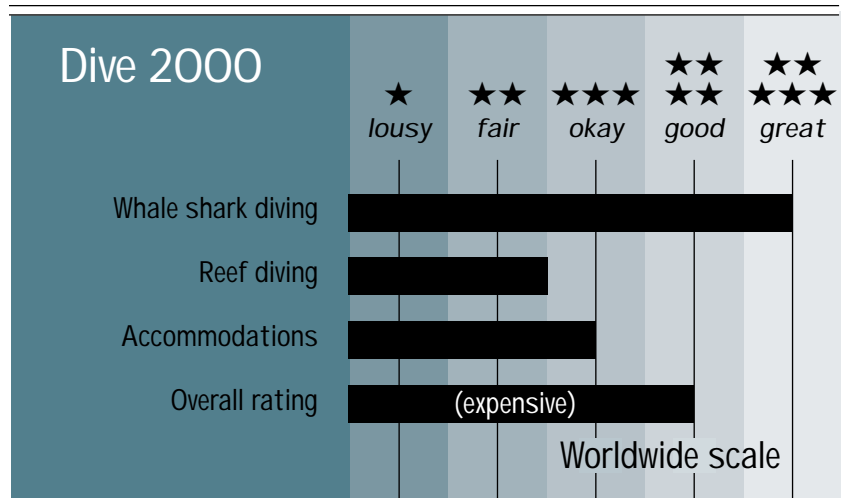 Dive 2000
★ ★★ ★★★ ★★★★ ★★★★★
lousy fair okay good great
Whale shark diving
Reef diving
Accommodations
Overall rating (expensive)
Worldwide scale